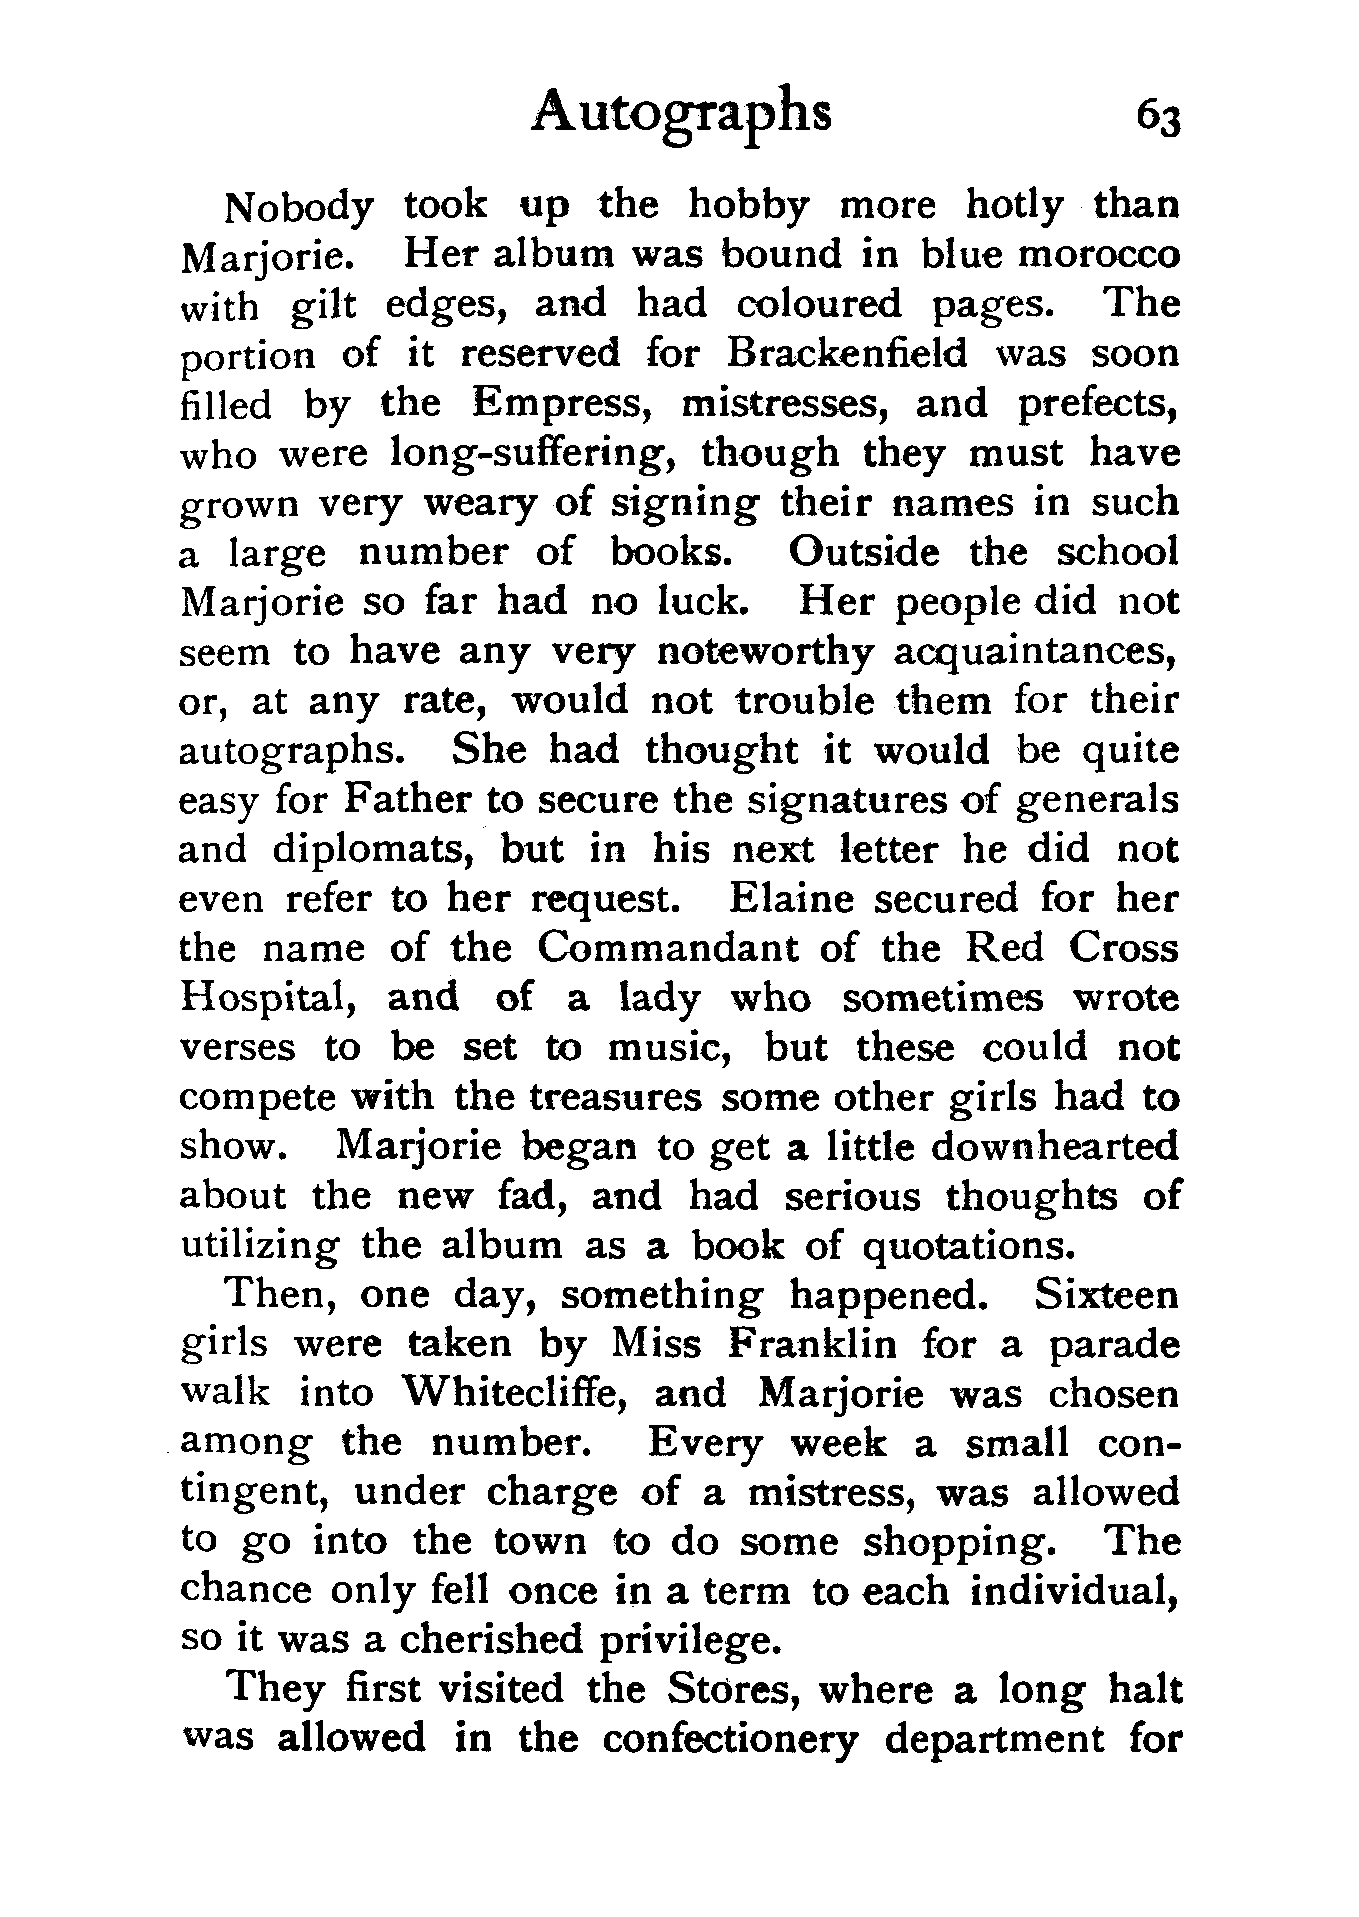 Autographs 63
Nobody took up the hobby more hotly than
Marjorie. Her album was bound in blue morocco
with gilt edges, and had coloured pages. The
portion of it reserved for Brackenfield was soon
filled by the Empress, mistresses, and prefects,
who were long-suffering, though they must have
grown very weary of signing their names in such
a large number of books. Outside the school
Marjorie so far had no luck. Her people did not
seem to have any very noteworthy acquaintances,
or, at any rate, would not trouble them for their
autographs. She had thought it would be quite
easy for Father to secure the signatures of generals
and diplomats, but in his next letter he did not
even refer to her request. Elaine secured for her
the name of the Commandant of the Red Cross
Hospital, and of a lady who sometimes wrote
verses to be set to music, but these could not
compete with the treasures some other girls had to
show. Marjorie began to get a little downhearted
about the new fad, and had serious thoughts of
utilizing the album as a book of quotations.
Then, one day, something happened. Sixteen
girls were taken by Miss Franklin for a parade
walk into Whitecliffe, and Marjorie was chosen
among the number. Every week a small con-
tingent, under charge of a mistress, was allowed
to go into the town to do some shopping. The
chance only fell once in a term to each individual,
so it was a cherished privilege.
They first visited the Stores, where a long halt
was allowed in the confectionery department for